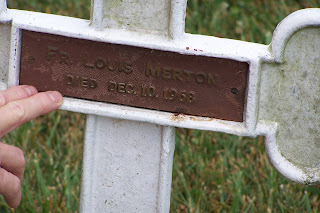 FR. LOUIS MERTON
DIED DEC. 10, 1968